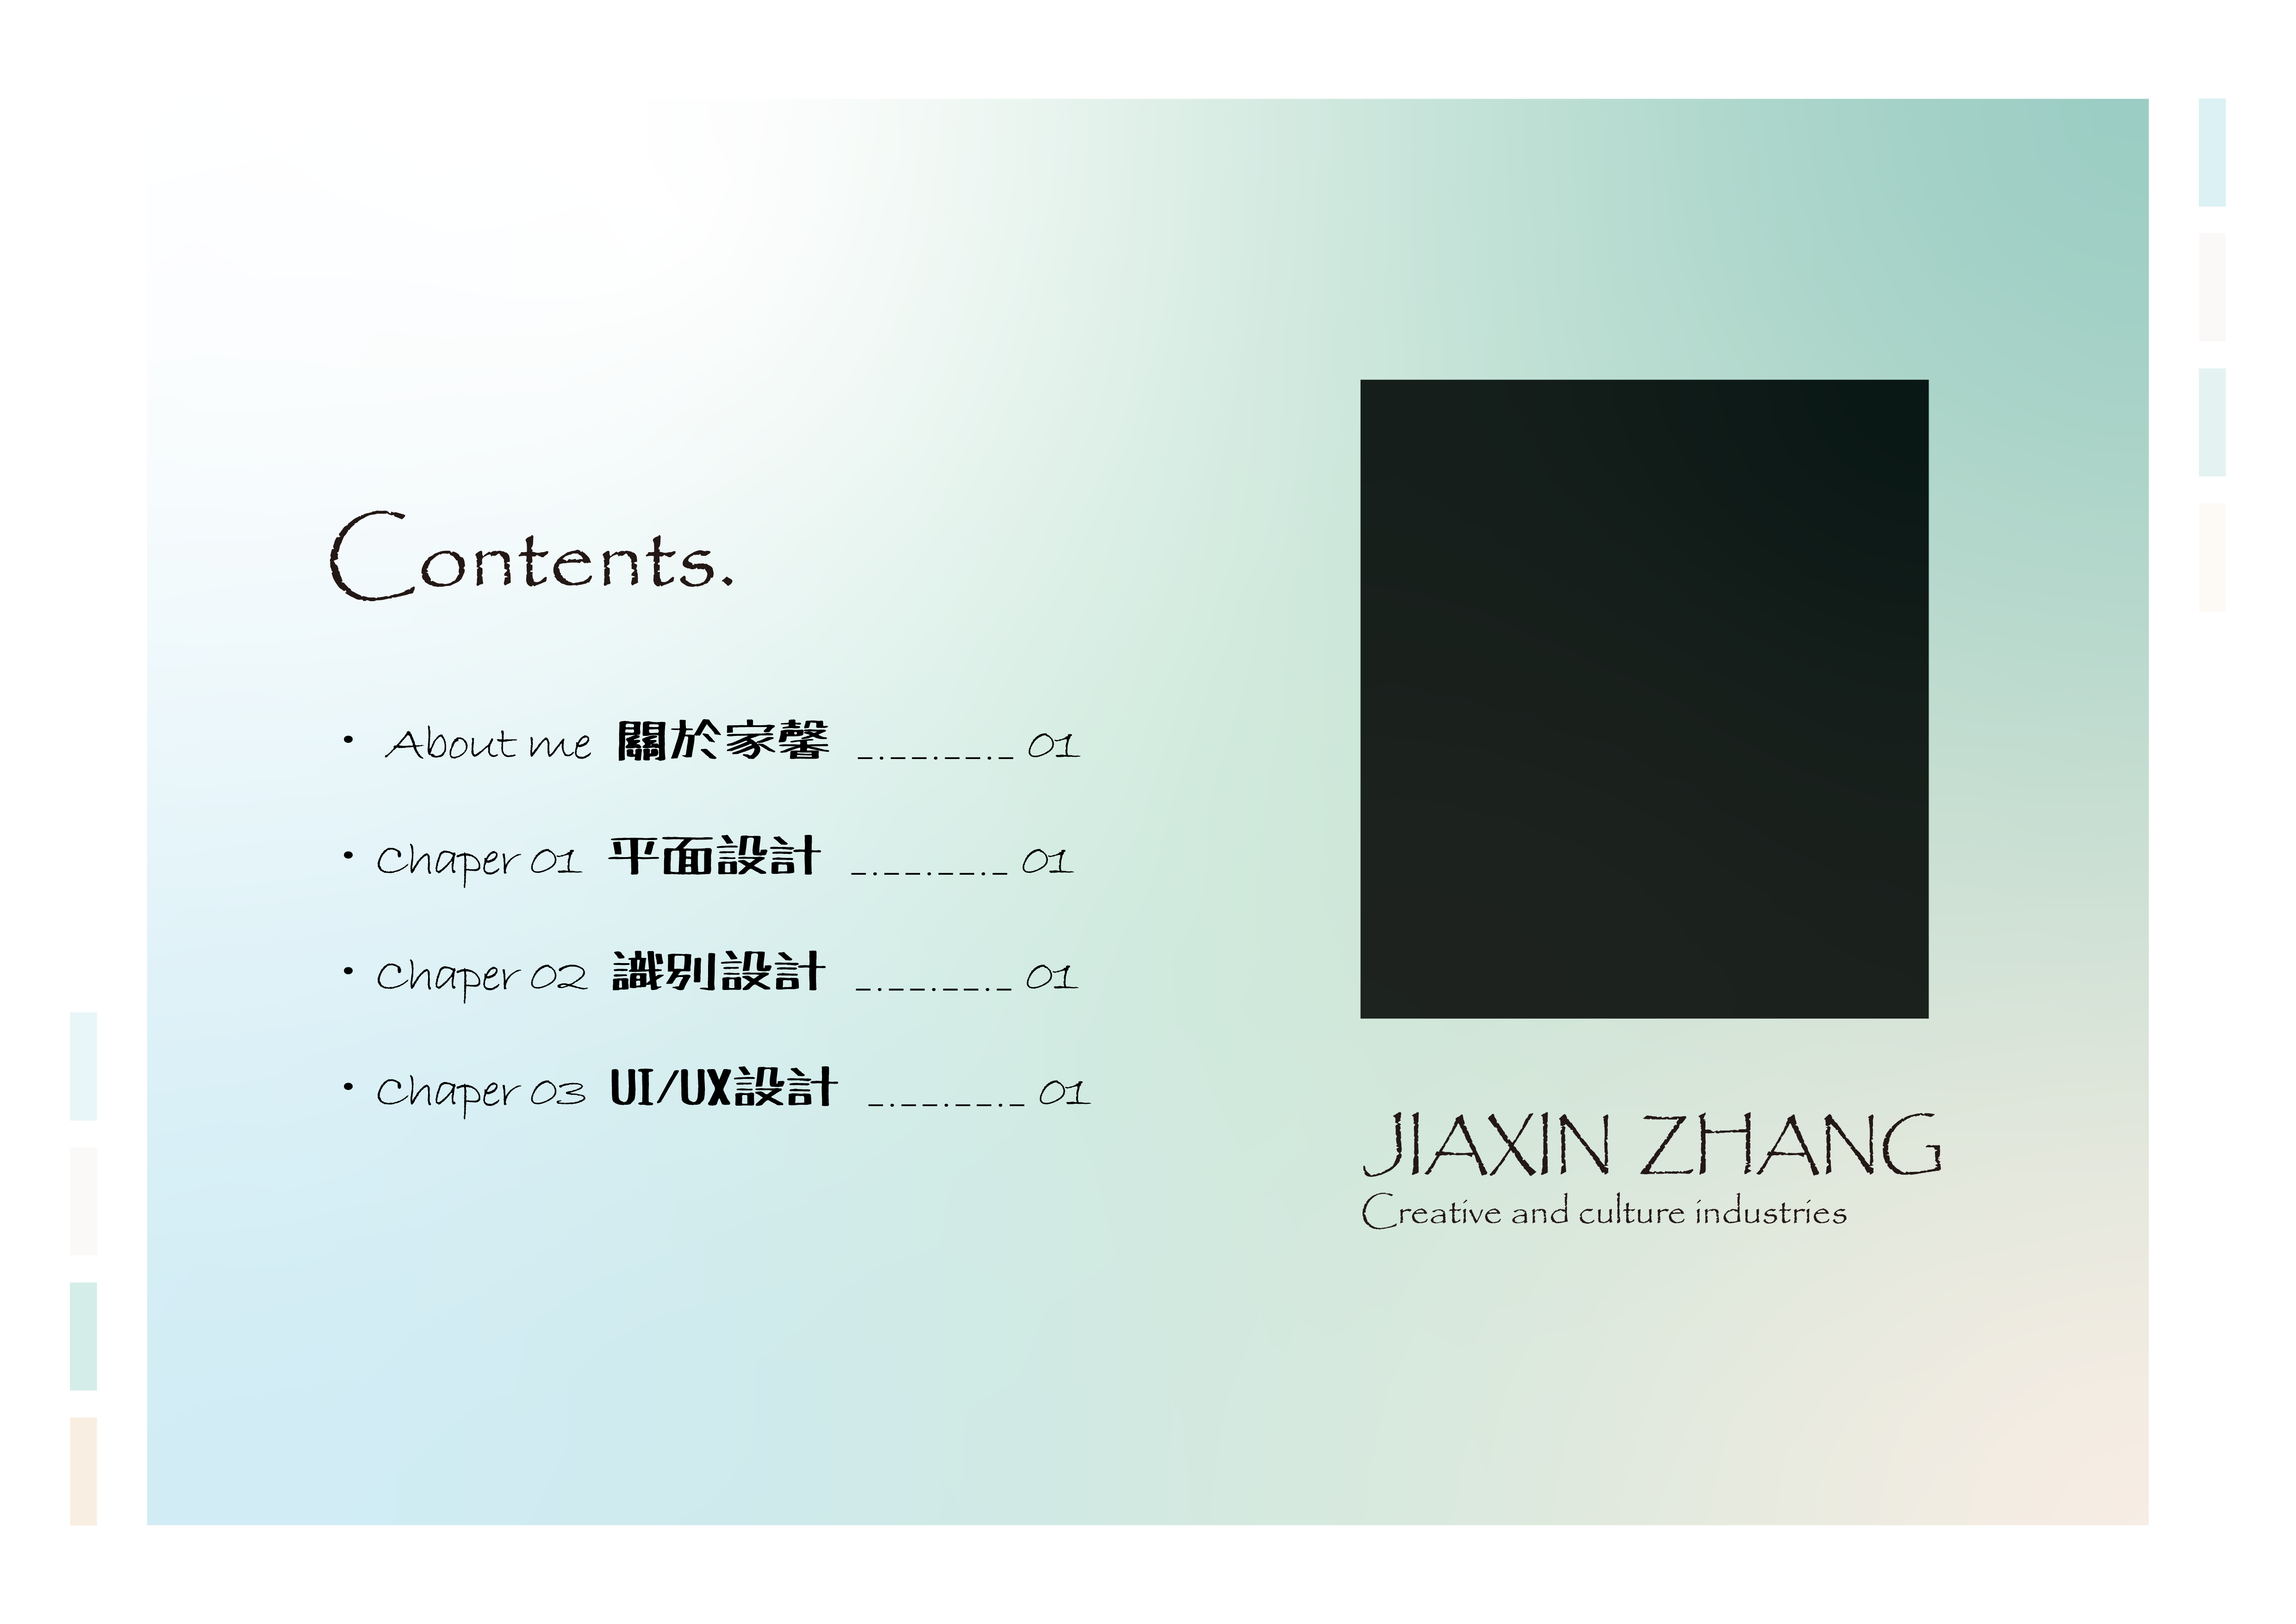 Contents.
• About me 關於家馨 _._ _._ _._ 01
• Chaper 01 平面設計 _._ _._ _._ 01
• Chaper 02 識別設計 _._ _._ _._ 01
• Chaper 03 UI/UX設計 _._ _._ _._ 01
JIAXIN ZHANG
Creative and culture industries